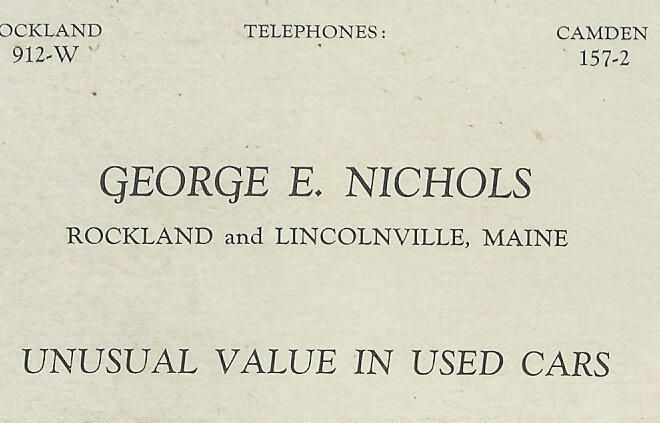 OCKLAND TELEPHONES: CAMDEN
912-W 157-2
GEORGE E. NICHOLS
ROCKLAND and LINCOLNVILLE, MAINE
UNUSUAL VALUE IN USED CARS